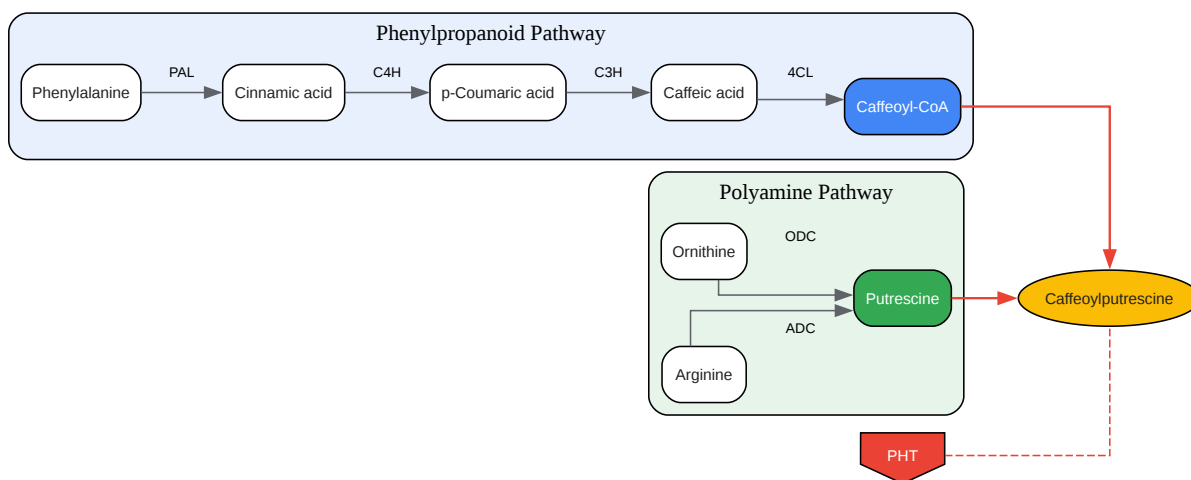 Phenylpropanoid Pathway
PAL
C4H
C3H
4CL
Phenylalanine
Cinnamic acid
p-Coumaric acid
Caffeic acid
Caffeoyl-CoA
Polyamine Pathway
ODC
Ornithine
Putrescine
Caffeoylputrescine
ADC
Arginine
PHT